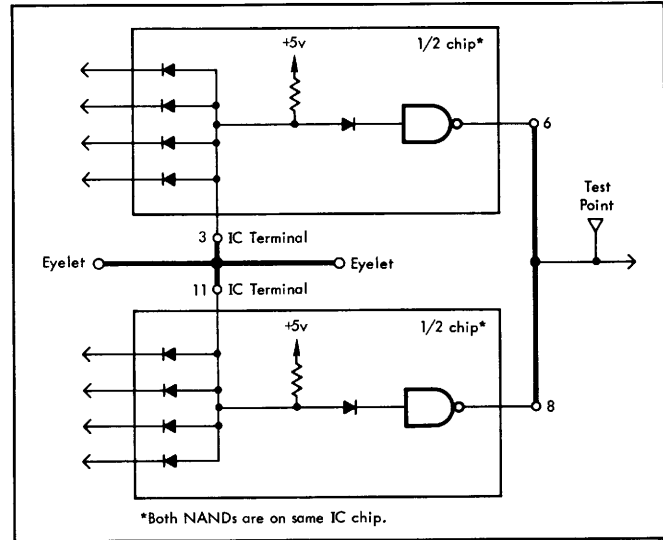 +5v
1/2 chip*
6
Test
Point
3 IC Terminal
Eyelet
Eyelet
11 IC Terminal
+5v
1/2 chip*
8
*Both NANDs are on same IC chip.